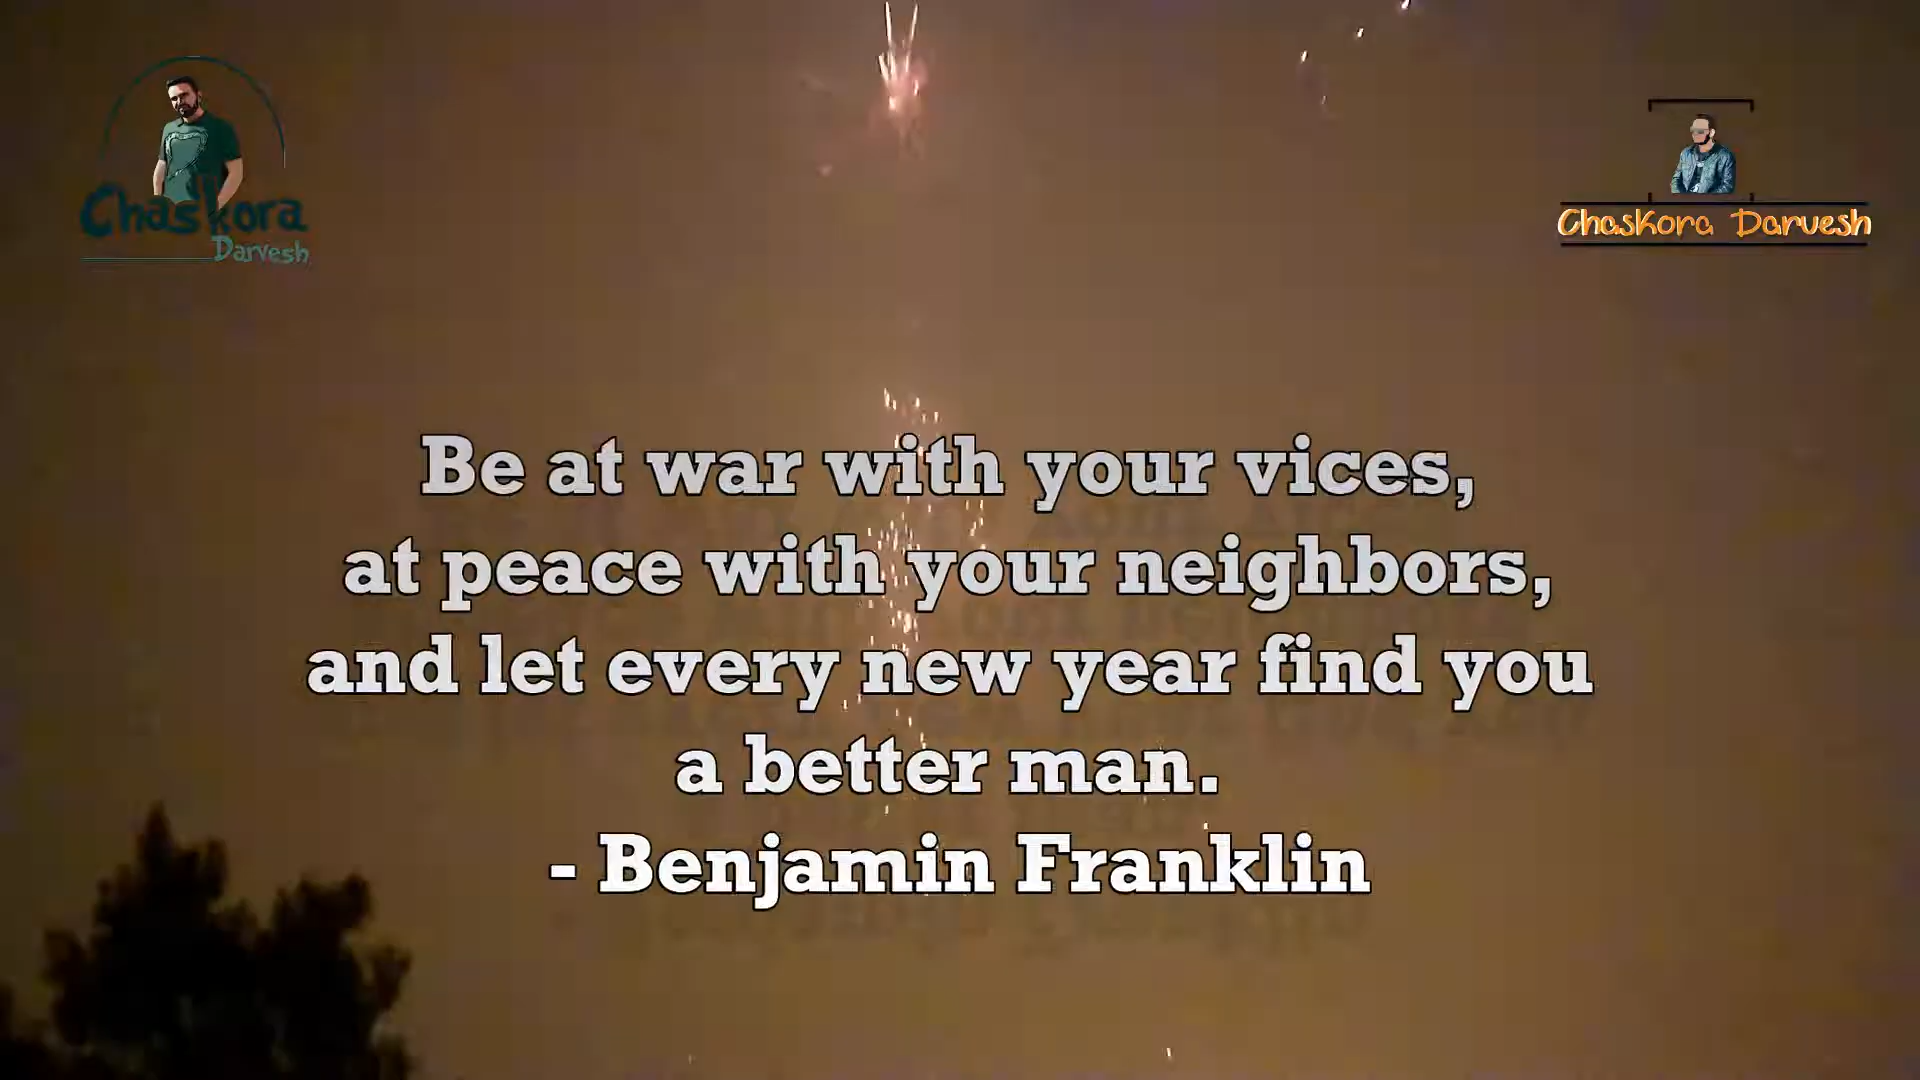 Chaskora
Darvesh
Chaskora Darvesh
Be at war with your vices,
at peace with your neighbors,
and let every new year find you
a better man.
- Benjamin Franklin